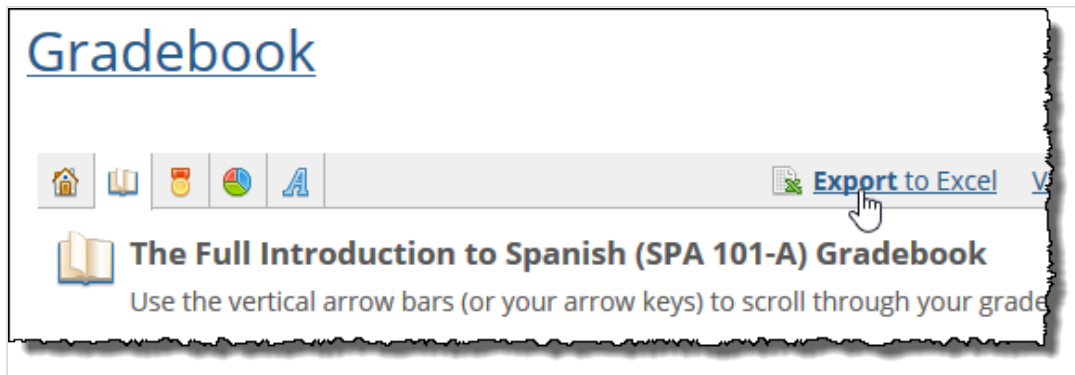 Gradebook
Export to Excel
The Full Introduction to Spanish (SPA 101-A) Gradebook
Use the vertical arrow bars (or your arrow keys) to scroll through your grade